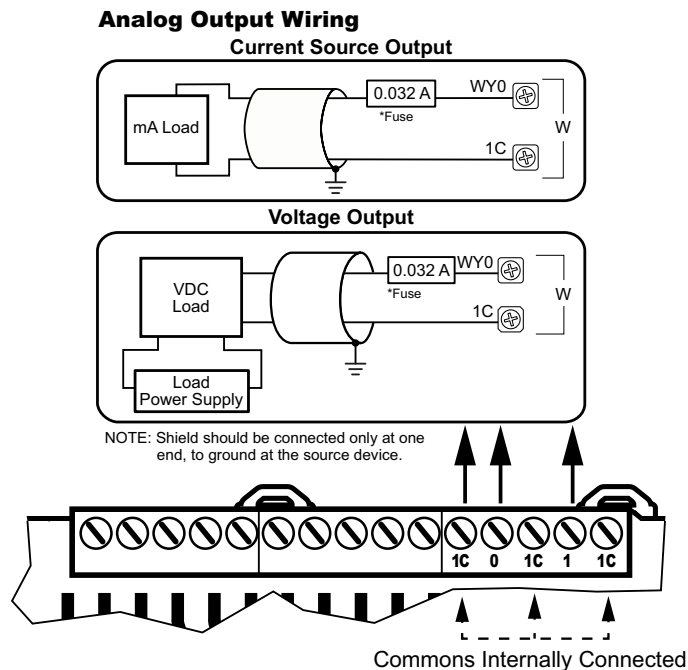 Analog Output Wiring
Current Source Output
mA Load
0.032 A
*Fuse
WY0
1C
W
Voltage Output
VDC
Load
0.032 A
*Fuse
WY0
1C
W
Load
Power Supply
NOTE: Shield should be connected only at one
end, to ground at the source device.
1C 0 1C 1 1C
Commons Internally Connected